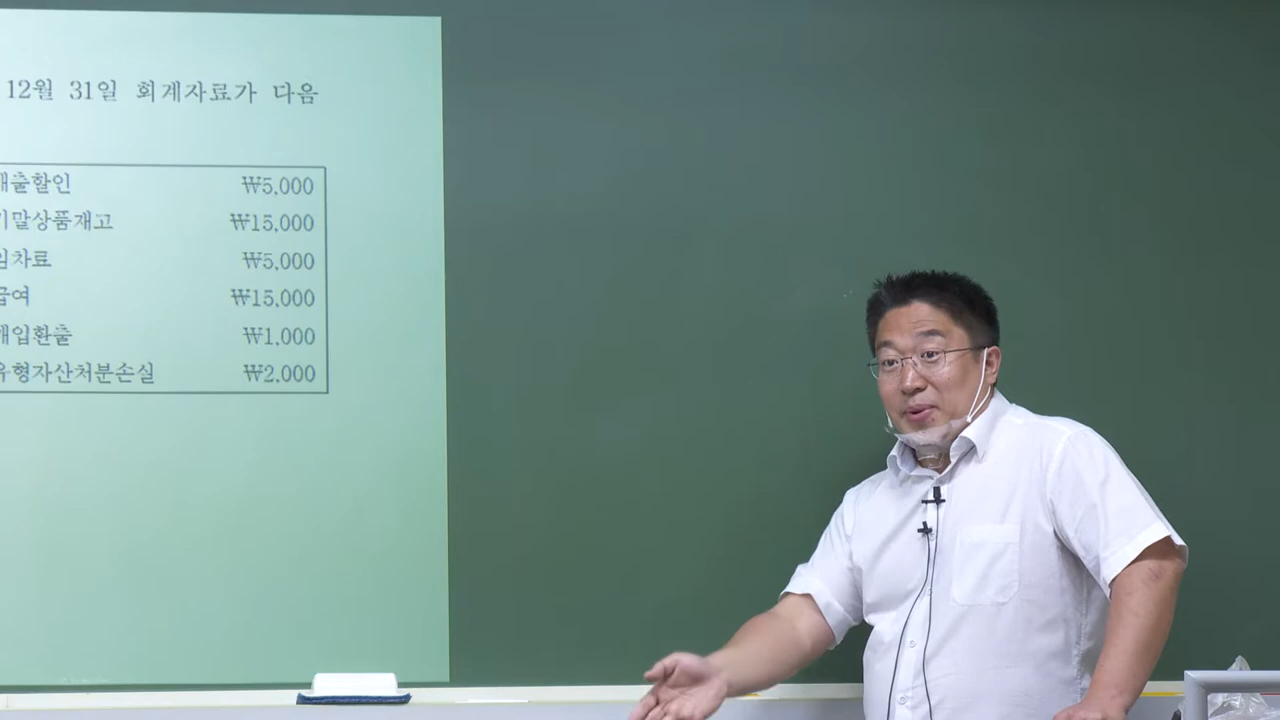 12월 31일 회계자료가 다음
매출할인 ₩5,000
기말상품재고 ₩15,000
임차료 ₩5,000
급여 ₩15,000
매입환출 ₩1,000
유형자산처분손실 ₩2,000